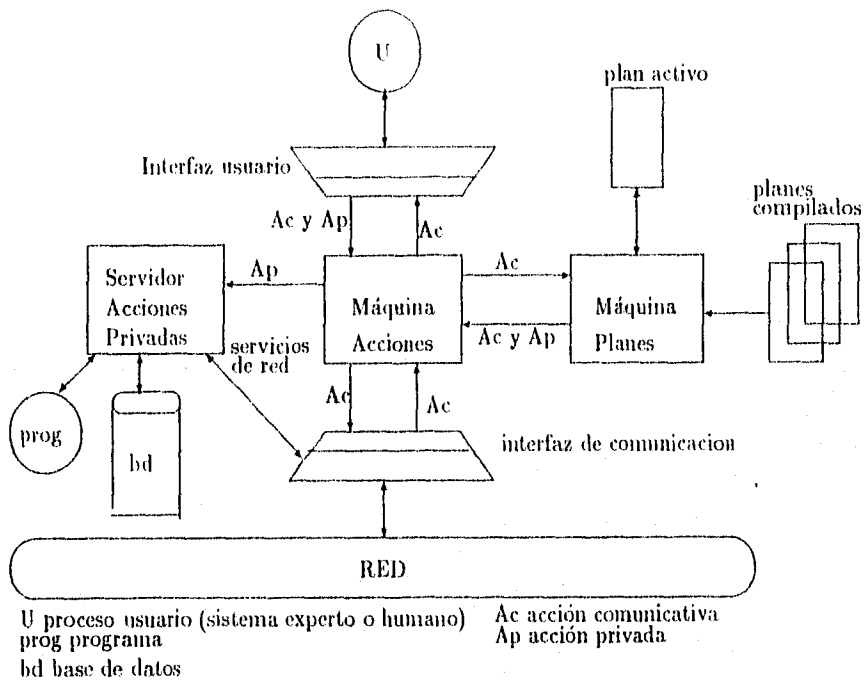 U
plan activo
Interfaz usuario
planes
compilados
Ac y Ap
Ac
Servidor
Acciones
Privadas
Ap
Máquina
Acciones
Ac
Ac y Ap
Máquina
Planes
servicios
de red
Ac
Ac
prog
bd
interfaz de comunicacion
RED
U proceso usuario (sistema experto o humano)
prog programa
bd base de datos
Ac acción comunicativa
Ap acción privada